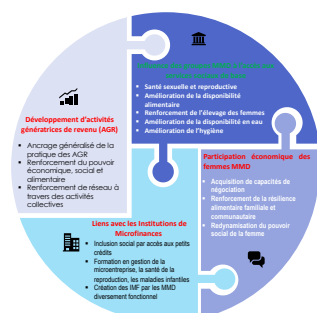 • Santé sexuelle et reproductive
• Amélioration de la disponibilité
alimentaire
• Renforcement de l'élevage des femmes
• Amélioration de la disponibilité en eau
• Amélioration de l'hygiène
Développement d'activités
génératrices de revenu (AGR)
• Ancrage généralisé de la
pratique des AGR
• Renforcement du pouvoir
économique, social et
alimentaire
• Renforcement de réseau à
travers des activités
collectives
Participation économique des
femmes MMD
• Acquisition de capacités de
négociation
• Renforcement de la résilience
alimentaire familiale et
communautaire
• Redynamisation du pouvoir
social de la femme
Liens avec les Institutions de
Microfinances
• Inclusion social par accès aux petits
crédits
• Formation en gestion de la
microentreprise, la santé de la
reproduction, les maladies infantiles
• Création des IMF par les MMD
diversement fonctionnel